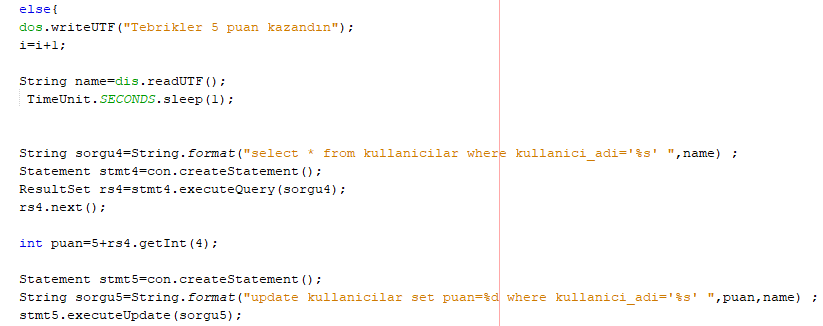 else{
dos.writeUTF("Tebrikler 5 puan kazandın");
i=i+1;
String name=dis.readUTF();
TimeUnit.SECONDS.sleep(1);
String sorgu4=String.format("select * from kullanicilar where kullanici_adi='%s' ",name) ;
Statement stmt4=con.createStatement();
ResultSet rs4=stmt4.executeQuery(sorgu4);
rs4.next();
int puan=5+rs4.getInt(4);
Statement stmt5=con.createStatement();
String sorgu5=String.format("update kullanicilar set puan=%d where kullanici_adi='%s' ",puan,name) ;
stmt5.executeUpdate(sorgu5);